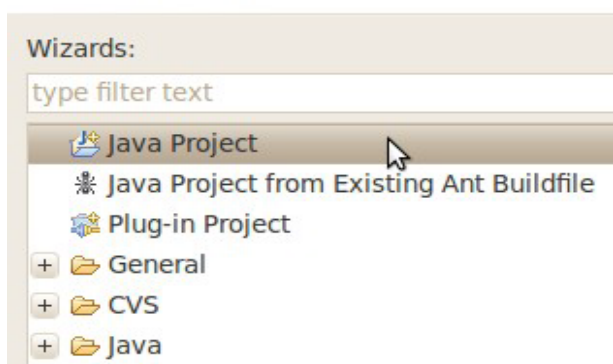 Wizards:
type filter text
Java Project
Java Project from Existing Ant Buildfile
Plug-in Project
General
CVS
Java